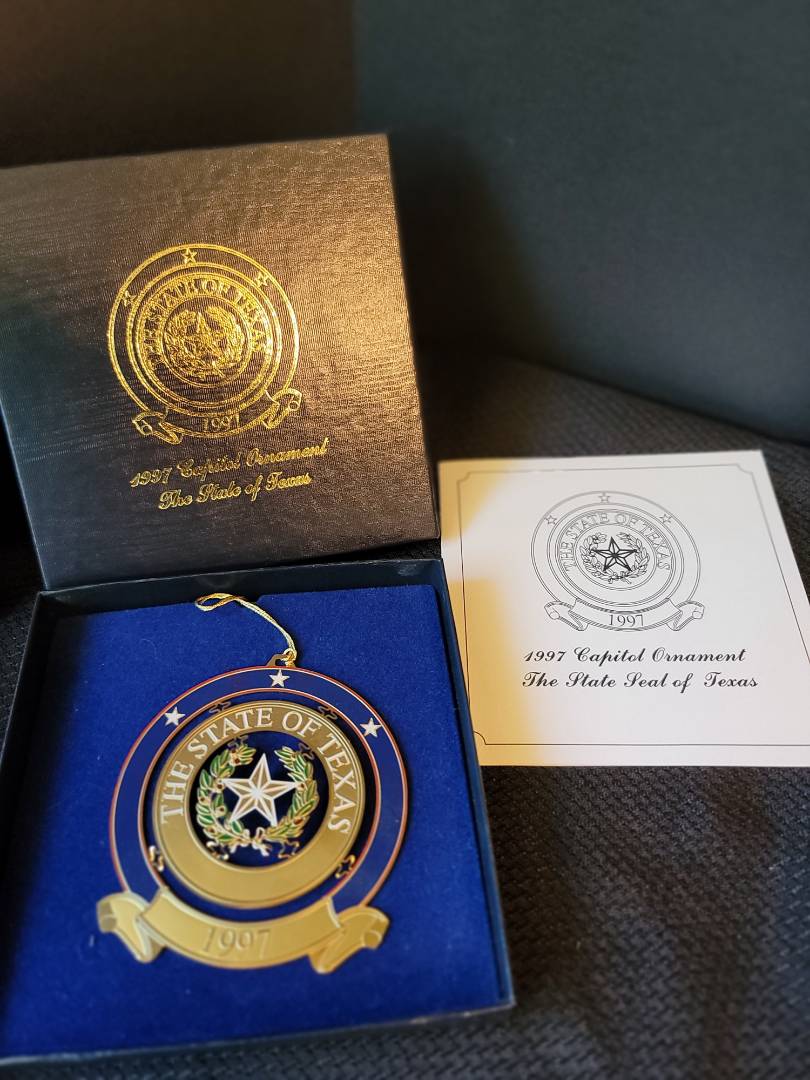 THE STATE OF TEXAS
1997
1997 Capitol Ornament
The State of Texas
THE STATE OF TEXAS
1997
1997 Capitol Ornament
The State Seal of Texas
THE STATE OF TEXAS
1997